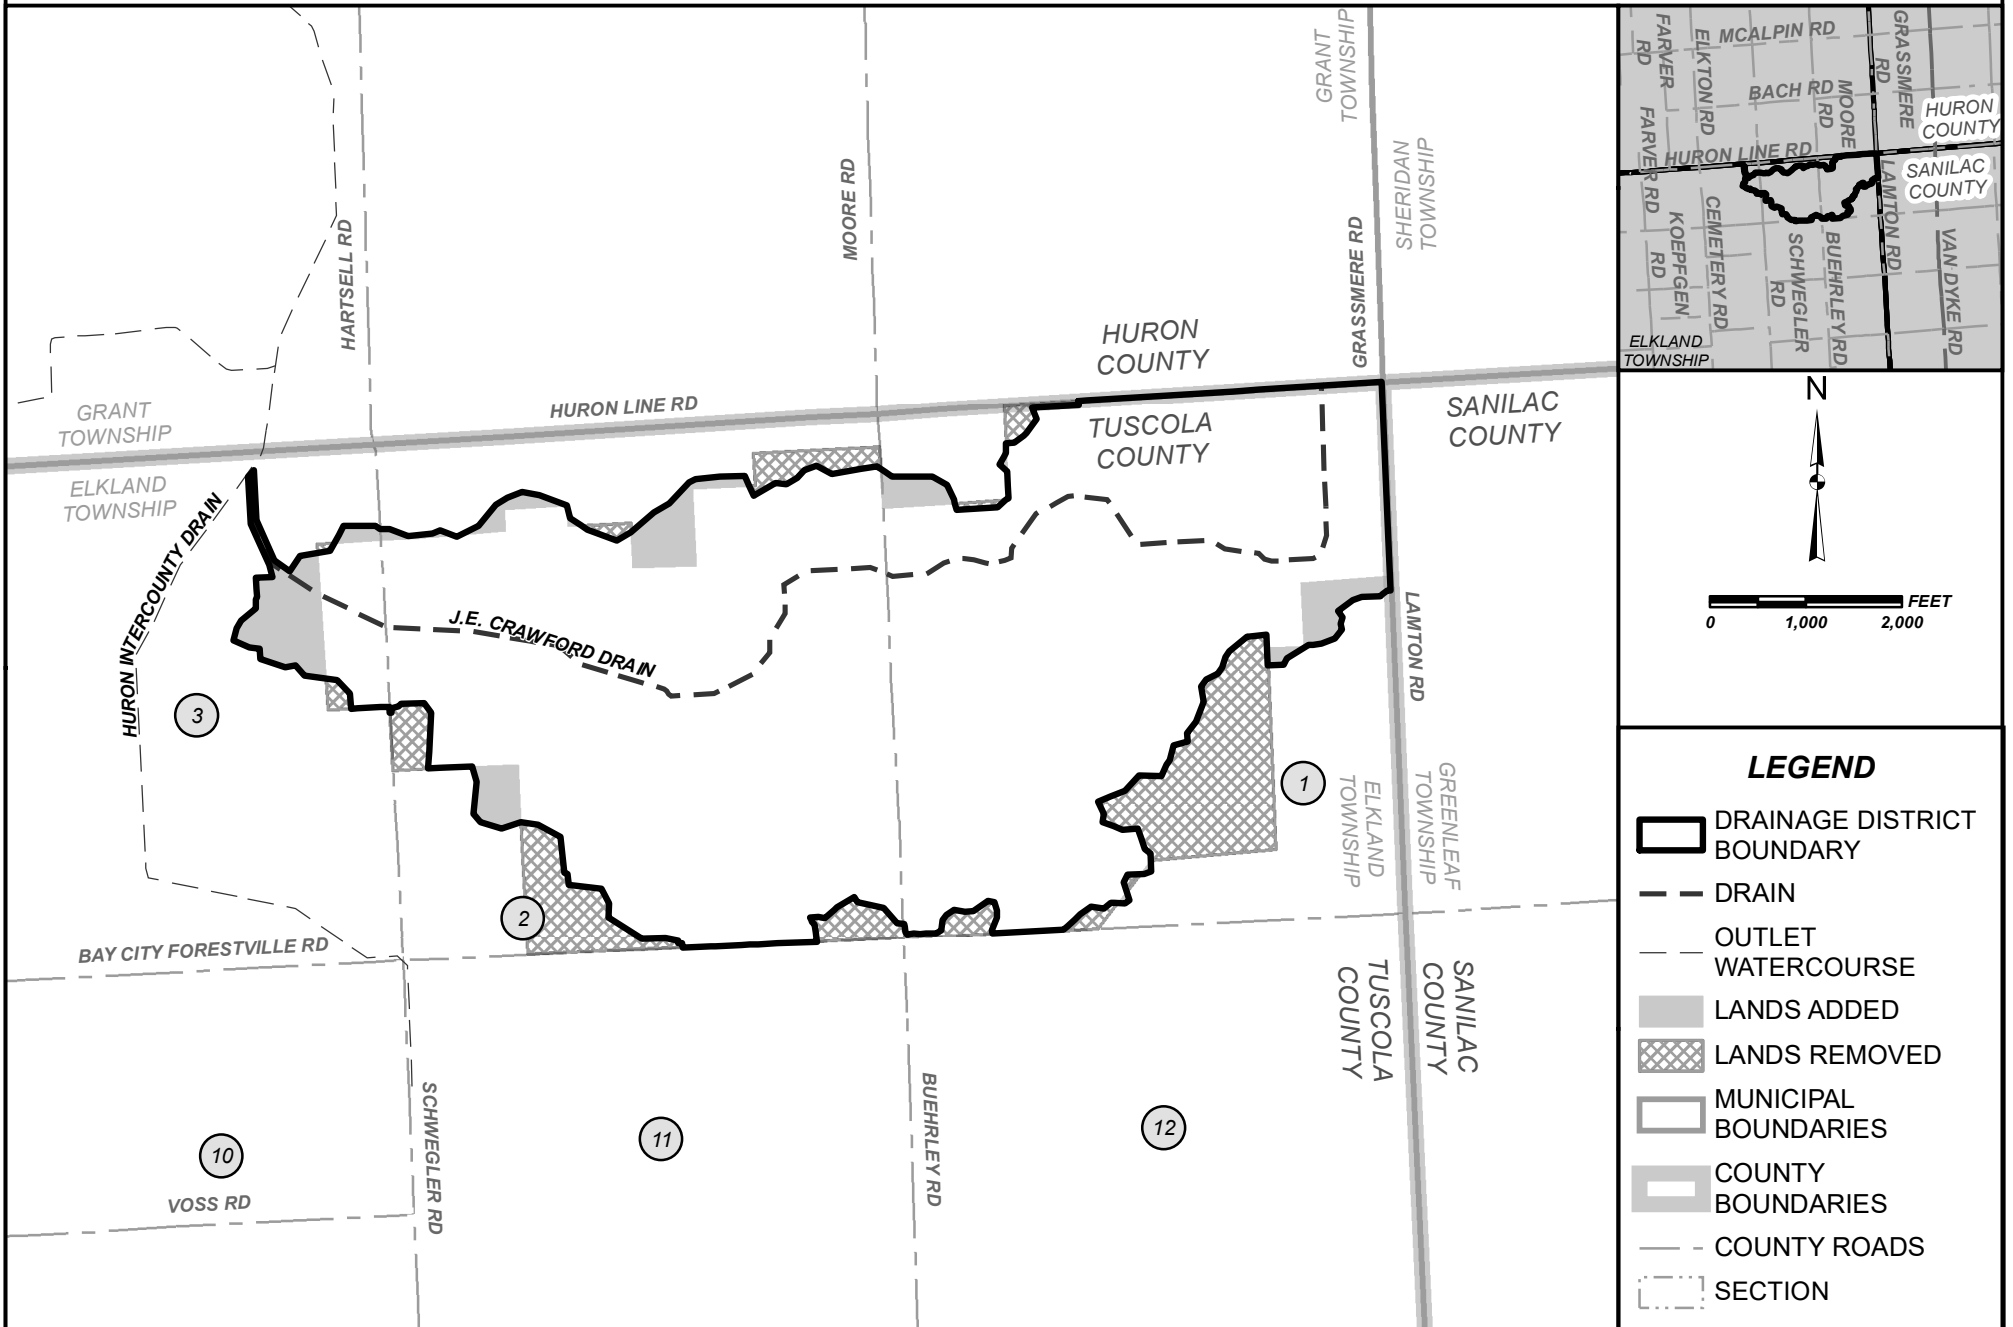 GRANT
TOWNSHIP
SHERIDAN
TOWNSHIP
HARTSELL RD
MOORE RD
GRASSMERE RD
HURON
COUNTY
GRANT
TOWNSHIP
HURON LINE RD
TUSCOLA
COUNTY
SANILAC
COUNTY
ELKLAND
TOWNSHIP
HURON INTERCOUNTY DRAIN
J.E. CRAWFORD DRAIN
LAMTON RD
3
1
ELKLAND
TOWNSHIP
GREENLEAF
TOWNSHIP
2
BAY CITY FORESTVILLE RD
TUSCOLA
COUNTY
SANILAC
COUNTY
SCHWEGLER RD
BUEHRLEY RD
10
11
12
VOSS RD
FARVER
RD
ELKTON RD
MCALPIN RD
GRASSMERE
RD
BACH RD
MOORE
RD
HURON
COUNTY
FARVER RD
HURON LINE RD
SANILAC
COUNTY
LAMTON RD
KOEPFGEN
RD
CEMETERY RD
SCHWEGLER
RD
BUEHRLEY RD
VAN DYKE RD
ELKLAND
TOWNSHIP
N
FEET
0 1,000 2,000
LEGEND
DRAINAGE DISTRICT
BOUNDARY
DRAIN
OUTLET
WATERCOURSE
LANDS ADDED
LANDS REMOVED
MUNICIPAL
BOUNDARIES
COUNTY
BOUNDARIES
COUNTY ROADS
SECTION